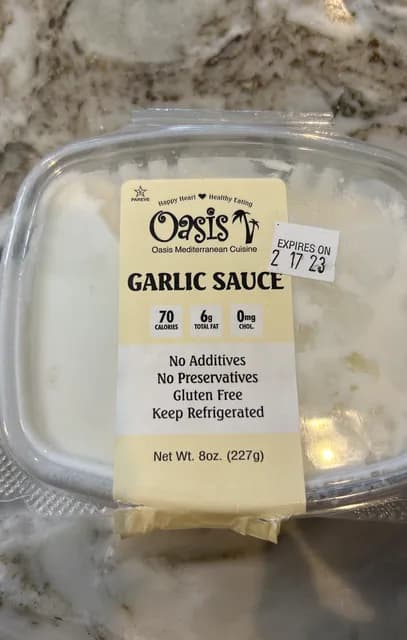 PAREVE
Happy Heart ♥ Healthy Eating
Oasis
Oasis Mediterranean Cuisine
EXPIRES ON
2 17 23
GARLIC SAUCE
70 6g 0mg
CALORIES TOTAL FAT CHOL.
No Additives
No Preservatives
Gluten Free
Keep Refrigerated
Net Wt. 8oz. (227g)